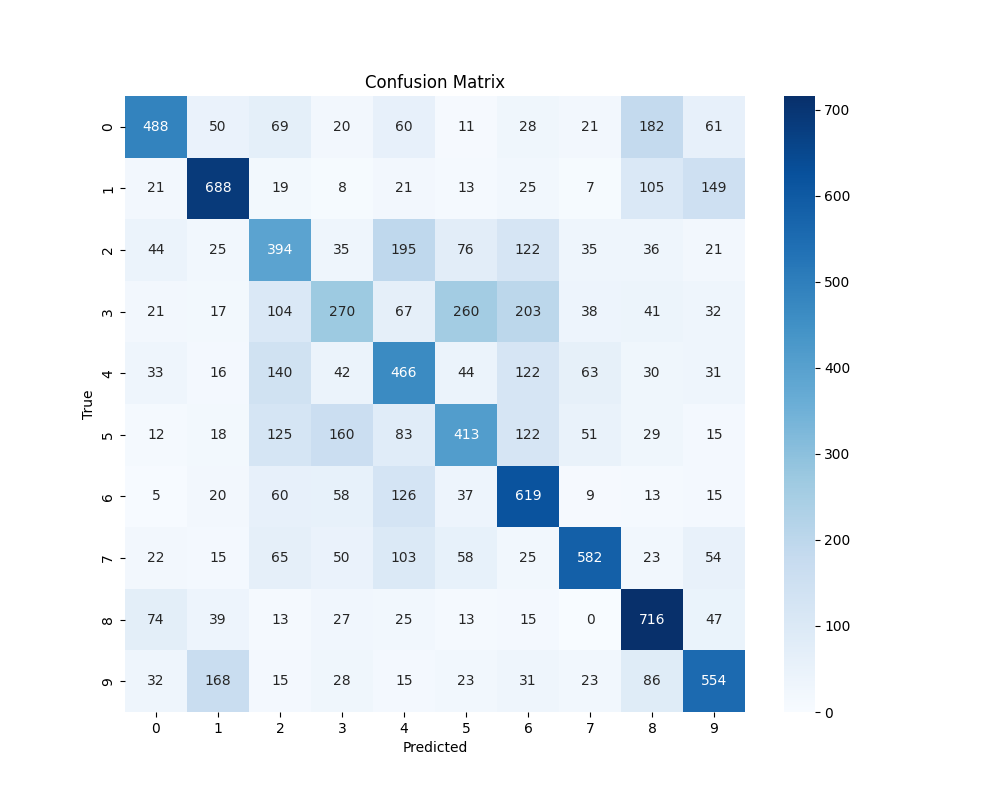 Confusion Matrix
0 488 50 69 20 60 11 28 21 182 61
1 21 688 19 8 21 13 25 7 105 149
2 44 25 394 35 195 76 122 35 36 21
3 21 17 104 270 67 260 203 38 41 32
4 33 16 140 42 466 44 122 63 30 31
5 12 18 125 160 83 413 122 51 29 15
6 5 20 60 58 126 37 619 9 13 15
7 22 15 65 50 103 58 25 582 23 54
8 74 39 13 27 25 13 15 0 716 47
9 32 168 15 28 15 23 31 23 86 554
0 1 2 3 4 5 6 7 8 9
Predicted
True
700
600
500
400
300
200
100
0